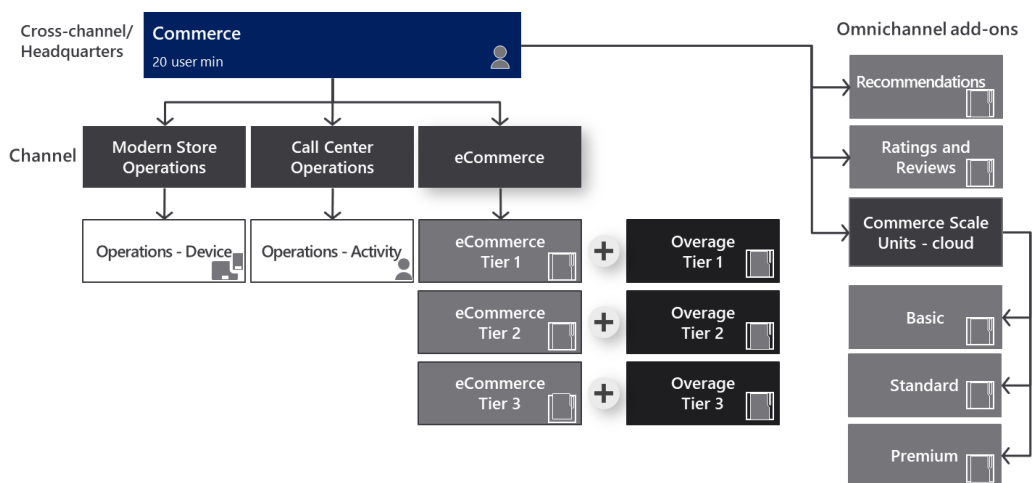 Cross-channel/
Headquarters
Commerce
20 user min
Omnichannel add-ons
Recommendations
Channel
Modern Store
Operations
Call Center
Operations
eCommerce
Ratings and
Reviews
Operations - Device
Operations - Activity
eCommerce
Tier 1
+
Overage
Tier 1
Commerce Scale
Units - cloud
eCommerce
Tier 2
+
Overage
Tier 2
Basic
eCommerce
Tier 3
+
Overage
Tier 3
Standard
Premium